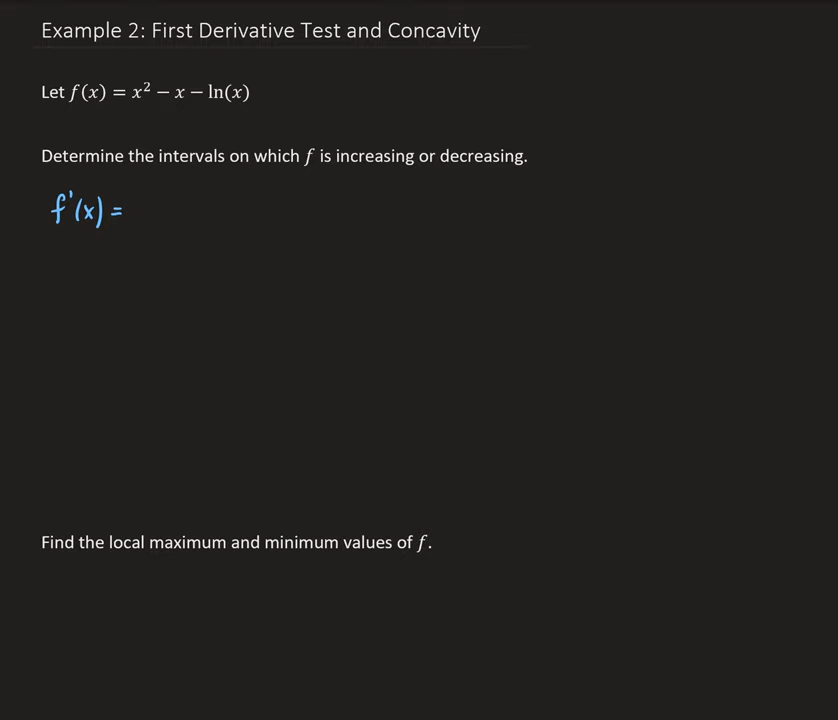 Example 2: First Derivative Test and Concavity
Let f(x) = x² − x − ln(x)
Determine the intervals on which f is increasing or decreasing.
f'(x) =
Find the local maximum and minimum values of f.